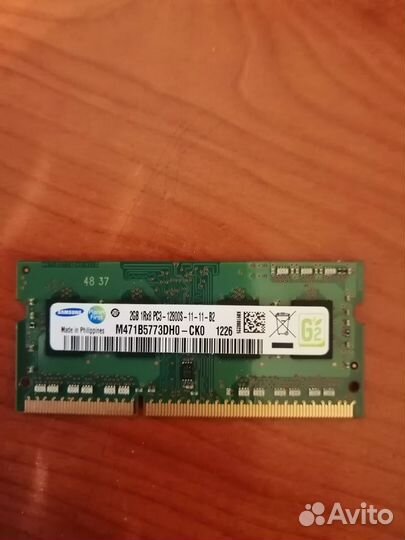 48 37
SAMSUNG
2GB 1Rx8 PC3-12800S-11-11-B2
Made in Philippines
M471B5773DH0-CK0 1226
G2
Avito